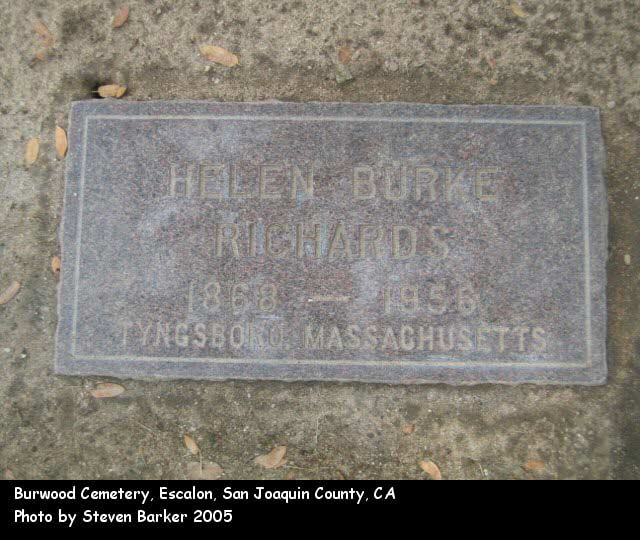 HELEN BURKE
RICHARDS
1868 — 1956
TYNGSBORO, MASSACHUSETTS
Burwood Cemetery, Escalon, San Joaquin County, CA
Photo by Steven Barker 2005